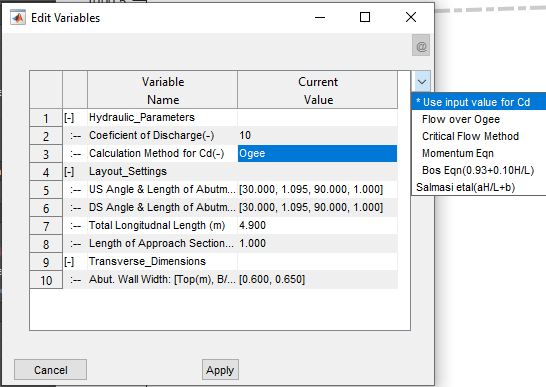 Edit Variables
@
Variable Name Current Value
1 [-] Hydraulic_Parameters
2 :-- Coeficient of Discharge(-) 10
3 :-- Calculation Method for Cd(-) Ogee
4 [-] Layout_Settings
5 :-- US Angle & Length of Abutm... [30.000, 1.095, 90.000, 1.000]
6 :-- DS Angle & Length of Abutm... [30.000, 1.095, 90.000, 1.000]
7 :-- Total Longitudnal Length (m) 4.900
8 :-- Length of Approach Section... 1.000
9 [-] Transverse_Dimensions
10 :-- Abut. Wall Width: [Top(m), B/... [0.600, 0.650]
* Use input value for Cd
Flow over Ogee
Critical Flow Method
Momentum Eqn
Bos Eqn(0.93+0.10H/L)
Salmasi etal(aH/L+b)
Cancel
Apply